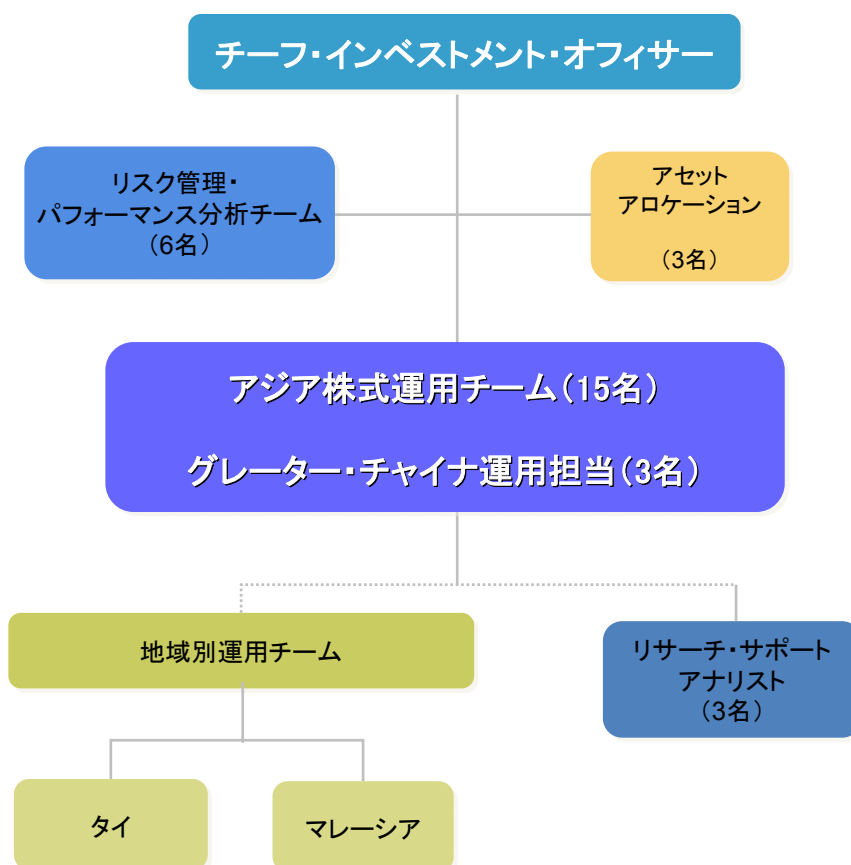 チーフ・インベストメント・オフィサー
リスク管理・
パフォーマンス分析チーム
(6名)
アセット
アロケーション
(3名)
アジア株式運用チーム(15名)
グレーター・チャイナ運用担当(3名)
地域別運用チーム
リサーチ・サポート
アナリスト
(3名)
タイ
マレーシア